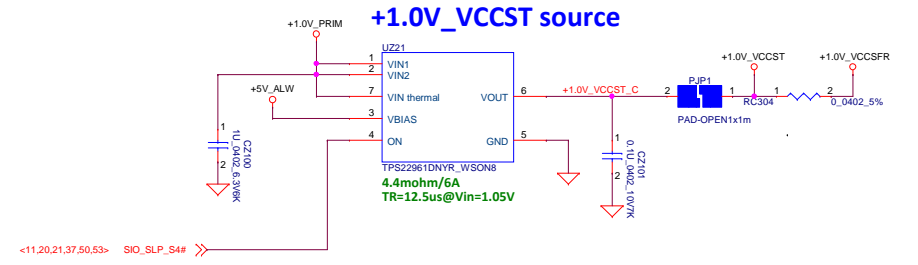 +1.0V_VCCST source
+1.0V_PRIM
UZ21
1 VIN1
2 VIN2
7 VIN thermal
3 VBIAS
4 ON
VOUT 6
GND 5
TPS22961DNYR_WSON8
4.4mohm/6A
TR=12.5us@Vin=1.05V
+5V_ALW
1
2
CZ100
1U_0402_6.3V6K
+1.0V_VCCST_C
1
2
CZ101
0.1U_0402_10V7K
2 PJP1 1
PAD-OPEN1x1m
+1.0V_VCCST
+1.0V_VCCSFR
RC304
1 2
0_0402_5%
<11,20,21,37,50,53> SIO_SLP_S4#